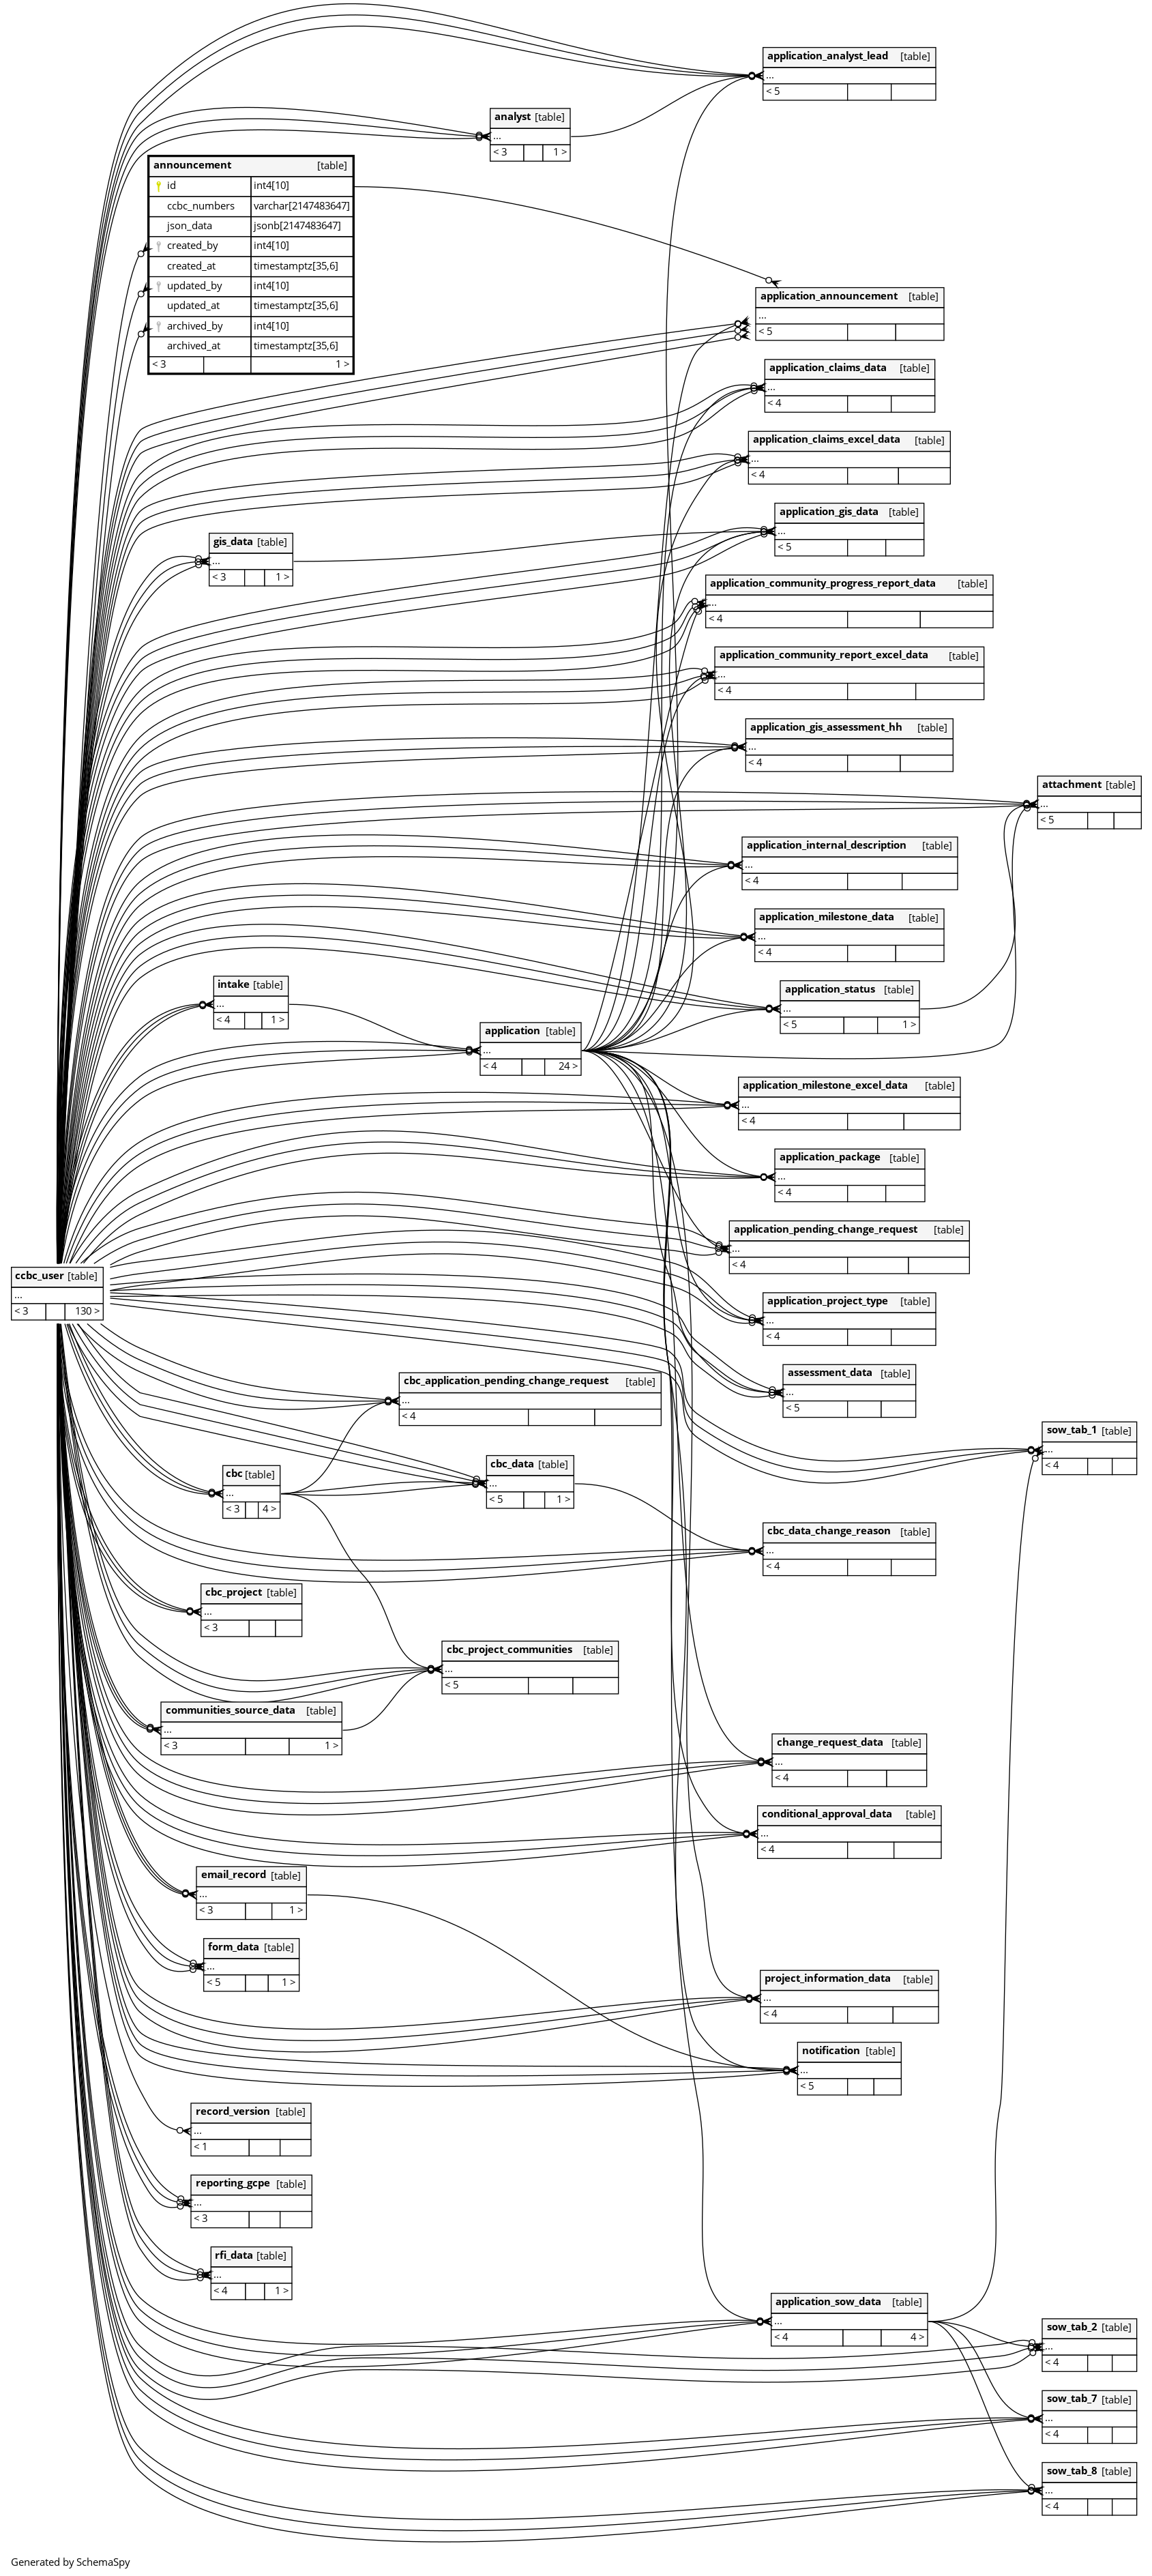 application_analyst_lead [table]
...
< 5
analyst [table]
...
< 3 1 >
announcement [table]
id int4[10]
ccbc_numbers varchar[2147483647]
json_data jsonb[2147483647]
created_by int4[10]
created_at timestamptz[35,6]
updated_by int4[10]
updated_at timestamptz[35,6]
archived_by int4[10]
archived_at timestamptz[35,6]
< 3 1 >
application_announcement [table]
...
< 5
application_claims_data [table]
...
< 4
application_claims_excel_data [table]
...
< 4
application_gis_data [table]
...
< 5
gis_data [table]
...
< 3 1 >
application_community_progress_report_data [table]
...
< 4
application_community_report_excel_data [table]
...
< 4
application_gis_assessment_hh [table]
...
< 4
attachment [table]
...
< 5
application_internal_description [table]
...
< 4
application_milestone_data [table]
...
< 4
intake [table]
...
< 4 1 >
application_status [table]
...
< 5 1 >
application [table]
...
< 4 24 >
application_milestone_excel_data [table]
...
< 4
application_package [table]
...
< 4
application_pending_change_request [table]
...
< 4
ccbc_user [table]
...
< 3 130 >
application_project_type [table]
...
< 4
assessment_data [table]
...
< 5
cbc_application_pending_change_request [table]
...
< 4
sow_tab_1 [table]
...
< 4
cbc [table]
...
< 3 4 >
cbc_data [table]
...
< 5 1 >
cbc_data_change_reason [table]
...
< 4
cbc_project [table]
...
< 3
cbc_project_communities [table]
...
< 5
communities_source_data [table]
...
< 3 1 >
change_request_data [table]
...
< 4
conditional_approval_data [table]
...
< 4
email_record [table]
...
< 3 1 >
form_data [table]
...
< 5 1 >
project_information_data [table]
...
< 4
notification [table]
...
< 5
record_version [table]
...
< 1
reporting_gcpe [table]
...
< 3
rfi_data [table]
...
< 4 1 >
application_sow_data [table]
...
< 4 4 >
sow_tab_2 [table]
...
< 4
sow_tab_7 [table]
...
< 4
sow_tab_8 [table]
...
< 4
Generated by SchemaSpy